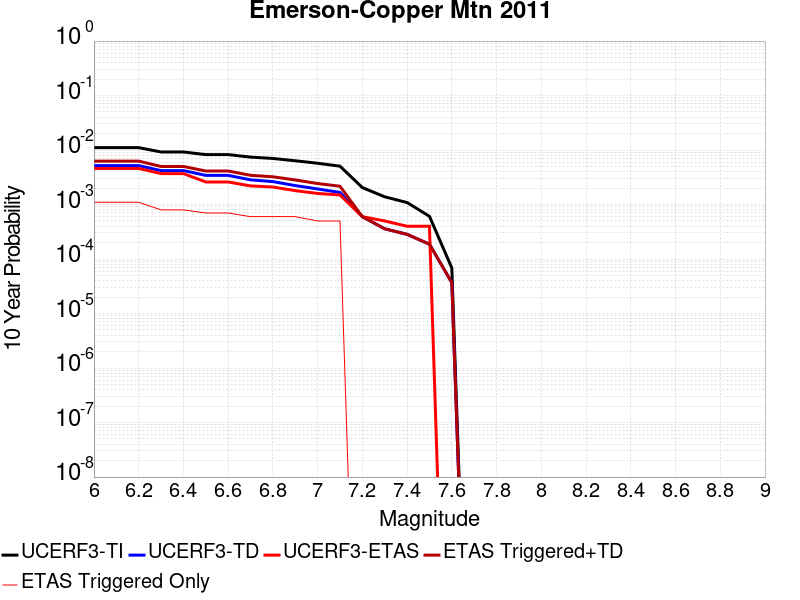 Emerson-Copper Mtn 2011
10 0
10 -1
10 -2
10 -3
10 -4
10 -5
10 -6
10 -7
10 -8
10 Year Probability
6 6.2 6.4 6.6 6.8 7 7.2 7.4 7.6 7.8 8 8.2 8.4 8.6 8.8 9
Magnitude
UCERF3-TI UCERF3-TD UCERF3-ETAS ETAS Triggered+TD
ETAS Triggered Only